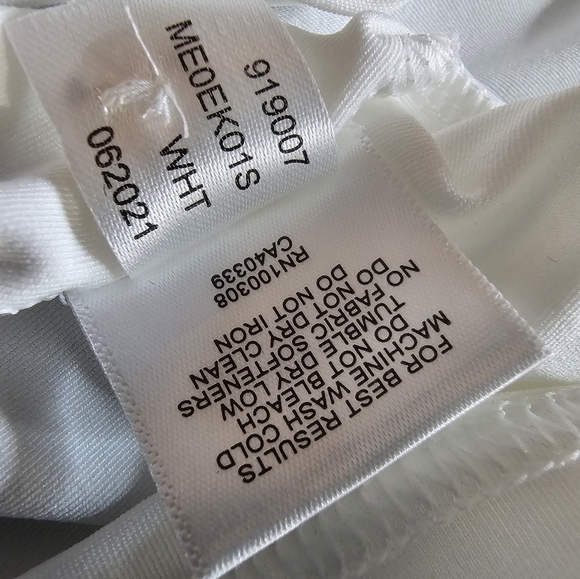 919007
ME0EK01S
WHT
062021
FOR BEST RESULTS
MACHINE WASH COLD
DO NOT BLEACH
TUMBLE DRY LOW
NO FABRIC SOFTENERS
DO NOT DRY CLEAN
DO NOT IRON
RN100308
CA40339